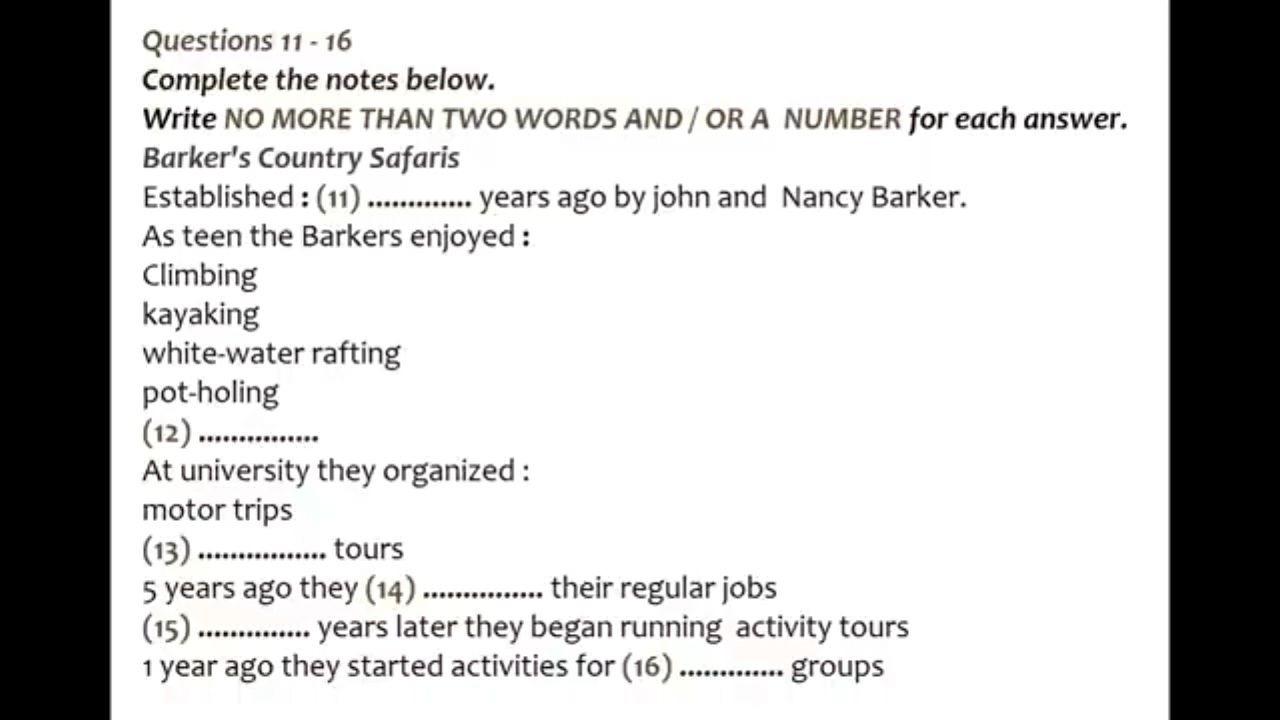 Questions 11 - 16
Complete the notes below.
Write NO MORE THAN TWO WORDS AND / OR A NUMBER for each answer.
Barker's Country Safaris
Established : (11) ............. years ago by john and Nancy Barker.
As teen the Barkers enjoyed :
Climbing
kayaking
white-water rafting
pot-holing
(12) ...............
At university they organized :
motor trips
(13) ................ tours
5 years ago they (14) ............... their regular jobs
(15) .............. years later they began running activity tours
1 year ago they started activities for (16) ............. groups